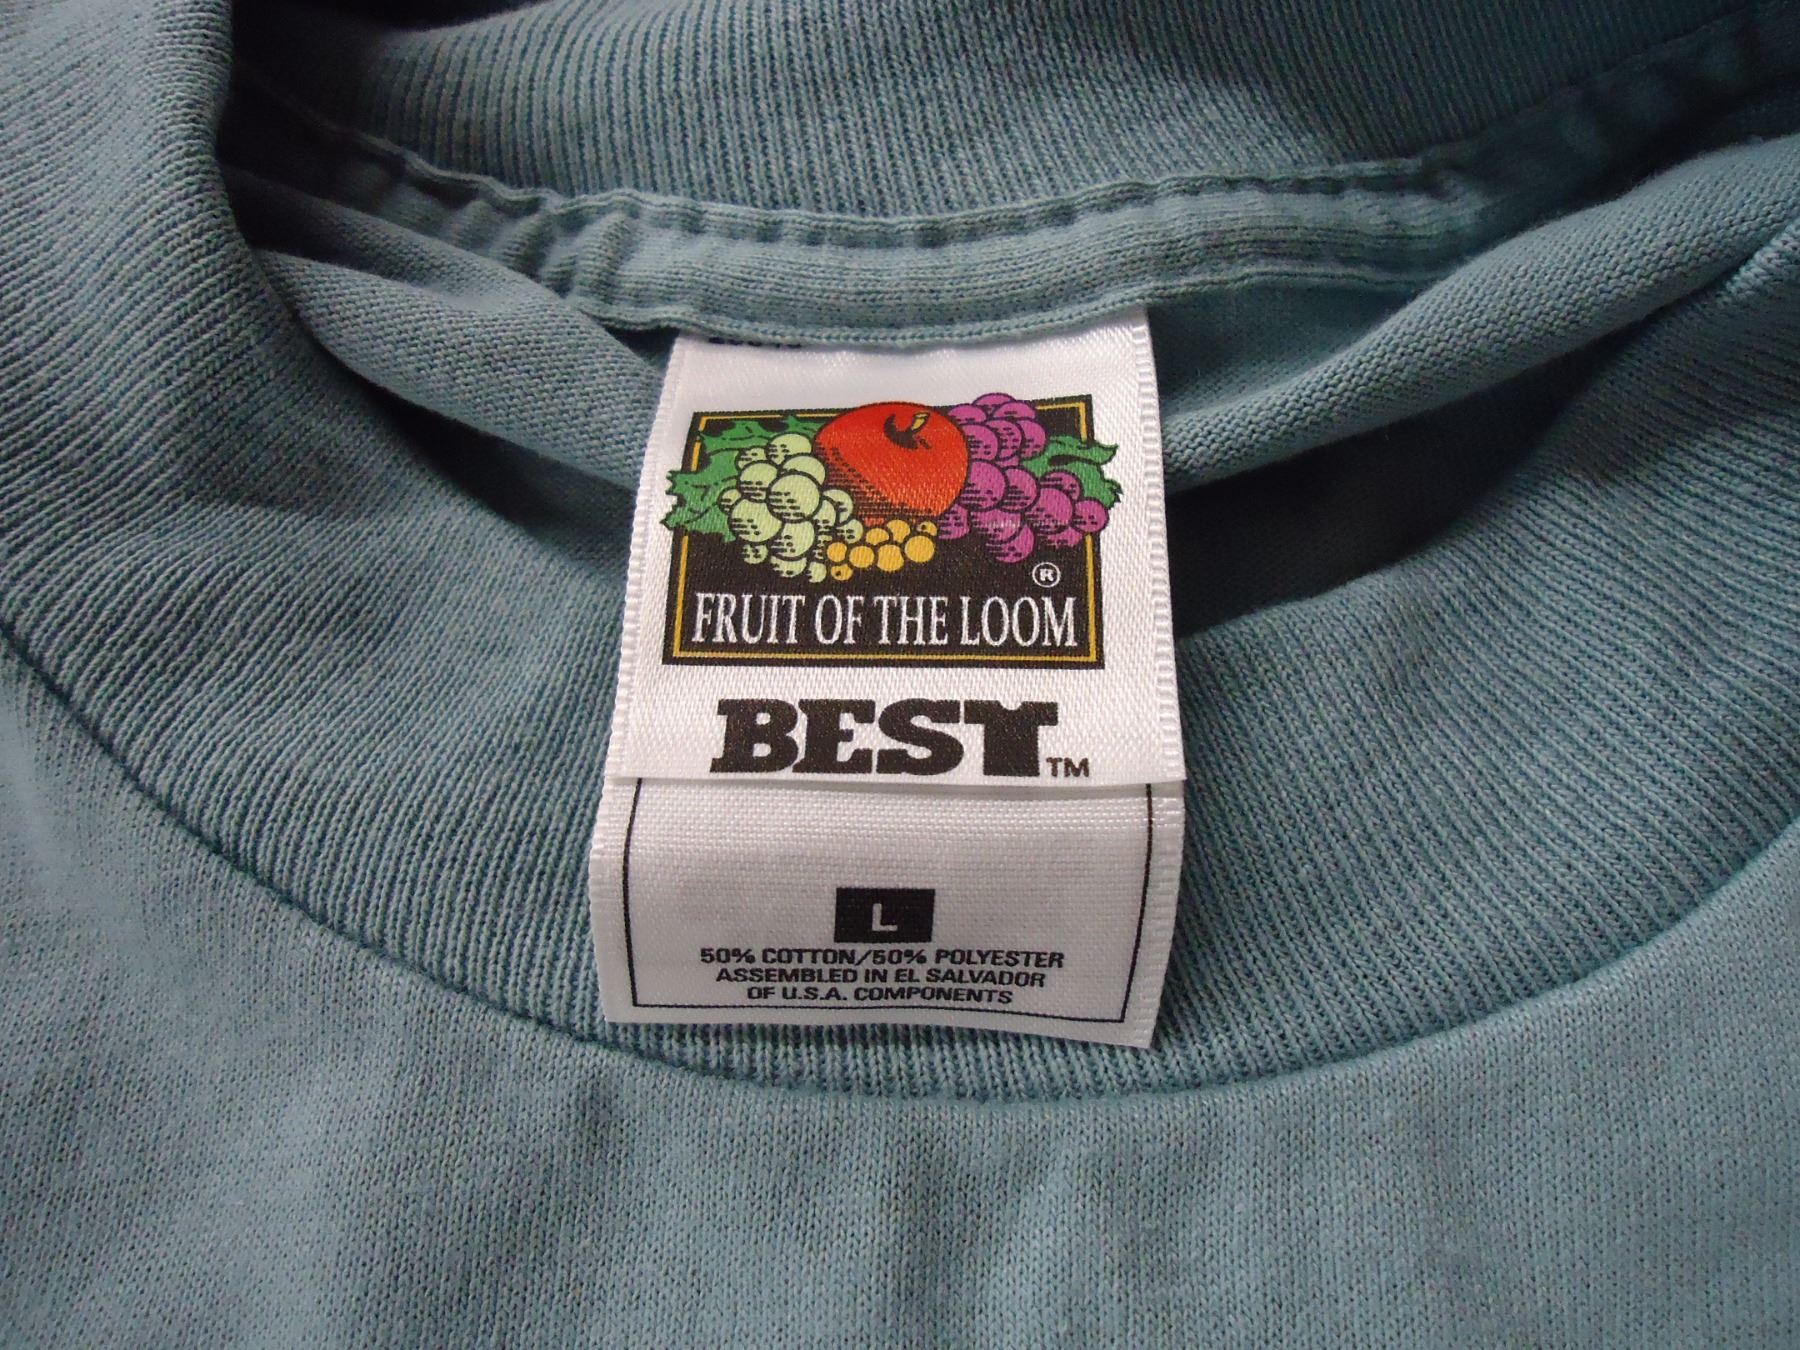 ®
FRUIT OF THE LOOM
BEST™
L
50% COTTON/50% POLYESTER
ASSEMBLED IN EL SALVADOR
OF U.S.A. COMPONENTS